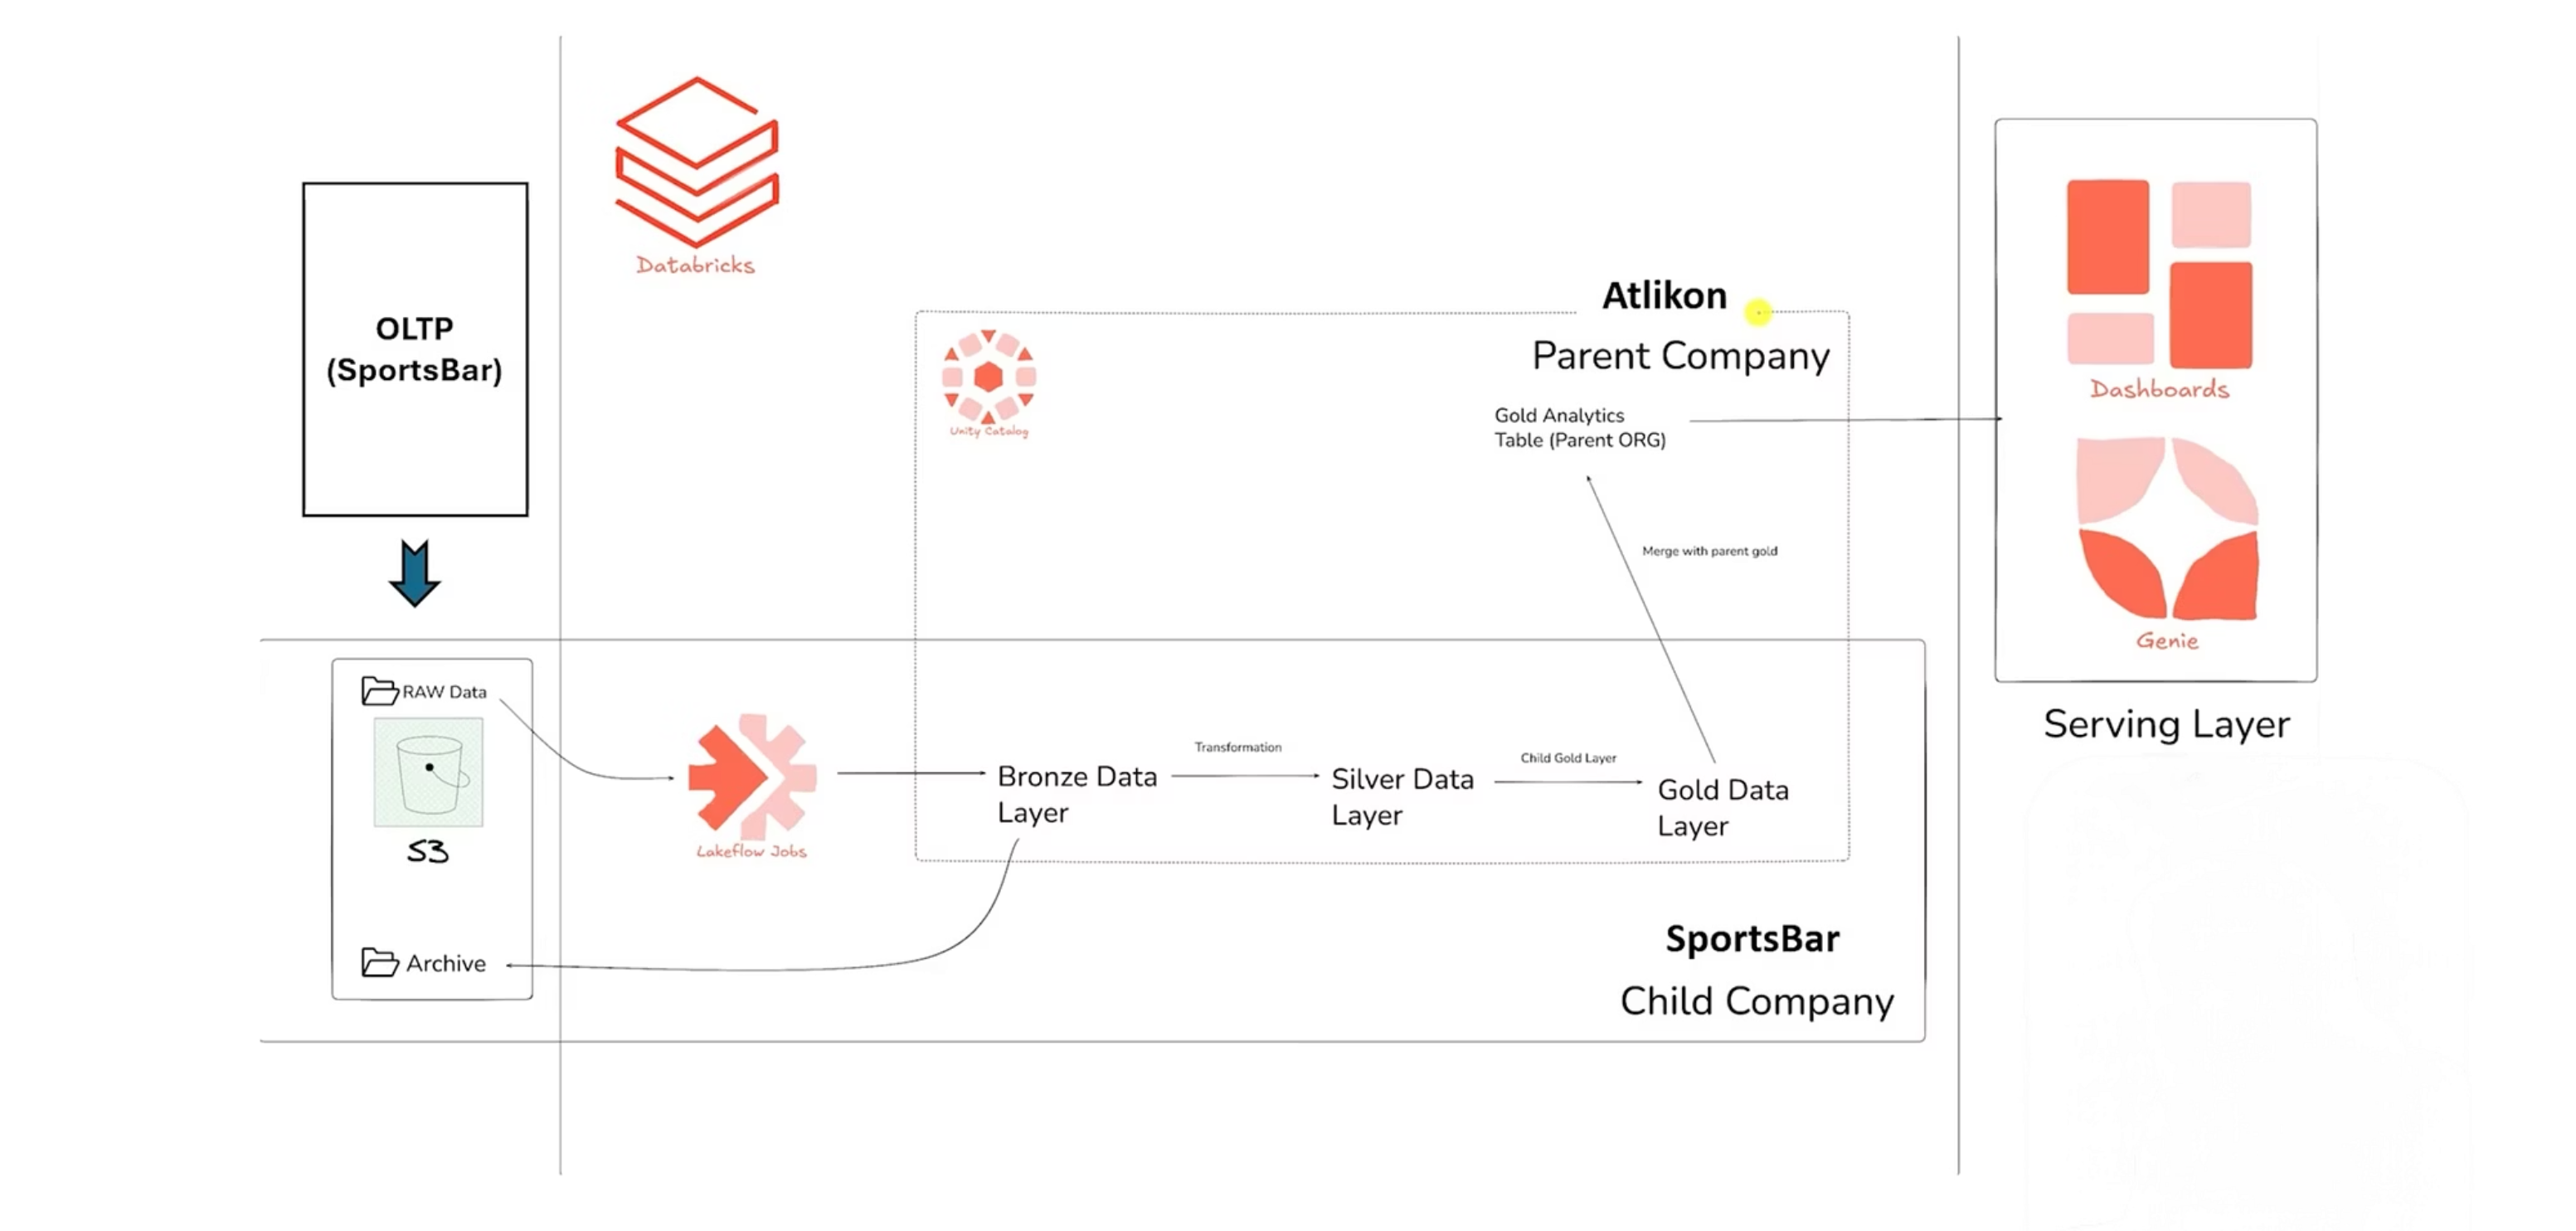 Databricks
OLTP
(SportsBar)
Atlikon
Parent Company
Unity Catalog
Gold Analytics
Table (Parent ORG)
Merge with parent gold
Dashboards
Genie
Serving Layer
RAW Data
S3
Archive
Lakeflow Jobs
Bronze Data
Layer
Transformation
Silver Data
Layer
Child Gold Layer
Gold Data
Layer
SportsBar
Child Company